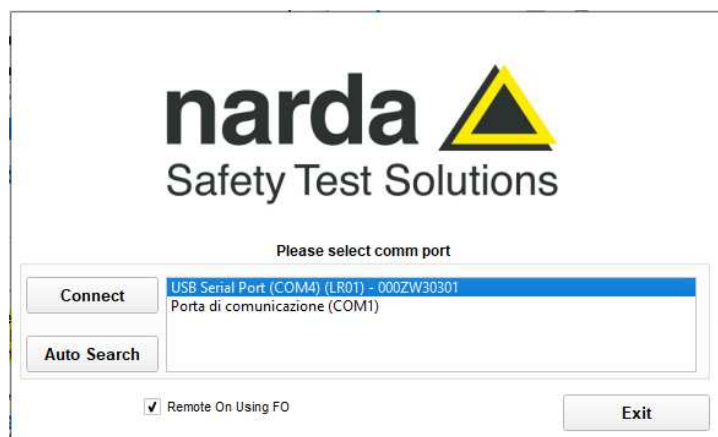 narda
Safety Test Solutions
Please select comm port
Connect
USB Serial Port (COM4) (LR01) - 000ZW30301
Porta di comunicazione (COM1)
Auto Search
Remote On Using FO
Exit